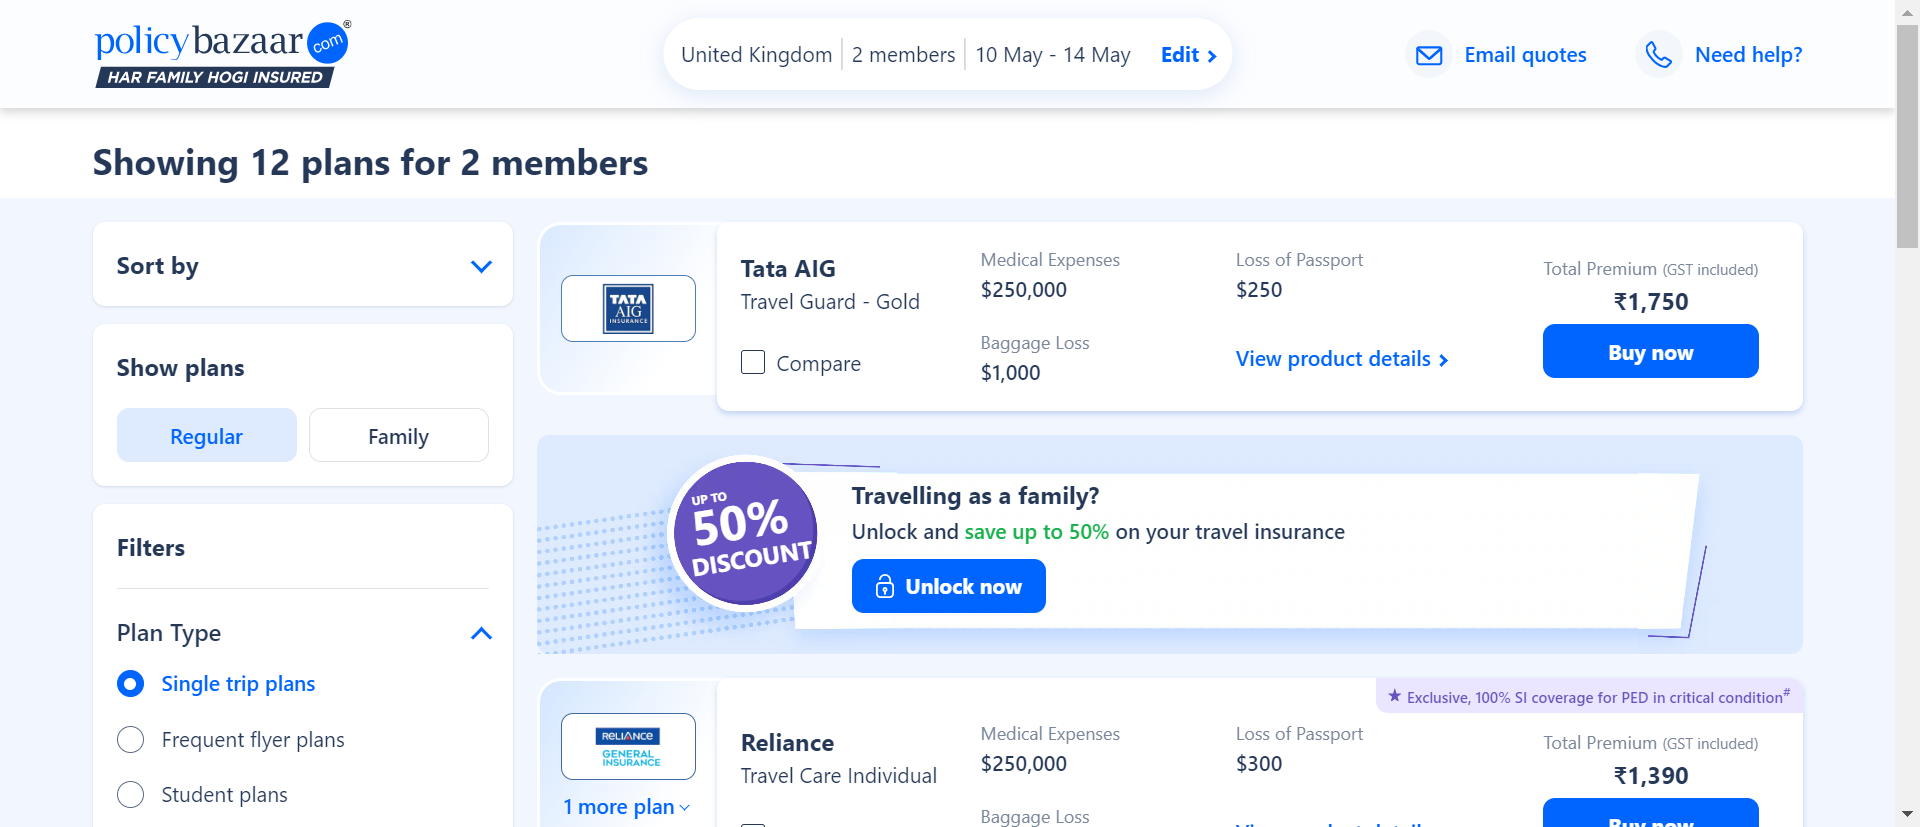 policybazaar.com®
HAR FAMILY HOGI INSURED
United Kingdom 2 members 10 May - 14 May Edit
Email quotes
Need help?
Showing 12 plans for 2 members
Sort by
Show plans
Regular Family
Filters
Plan Type
Single trip plans
Frequent flyer plans
Student plans
TATA
AIG
INSURANCE
Tata AIG
Travel Guard - Gold
Compare
Medical Expenses
$250,000
Baggage Loss
$1,000
Loss of Passport
$250
View product details
Total Premium (GST included)
₹1,750
Buy now
UP TO
50%
DISCOUNT
Travelling as a family?
Unlock and save up to 50% on your travel insurance
Unlock now
Exclusive, 100% SI coverage for PED in critical condition#
RELIANCE
GENERAL
INSURANCE
1 more plan
Reliance
Travel Care Individual
Medical Expenses
$250,000
Baggage Loss
Loss of Passport
$300
View product details
Total Premium (GST included)
₹1,390
Buy now